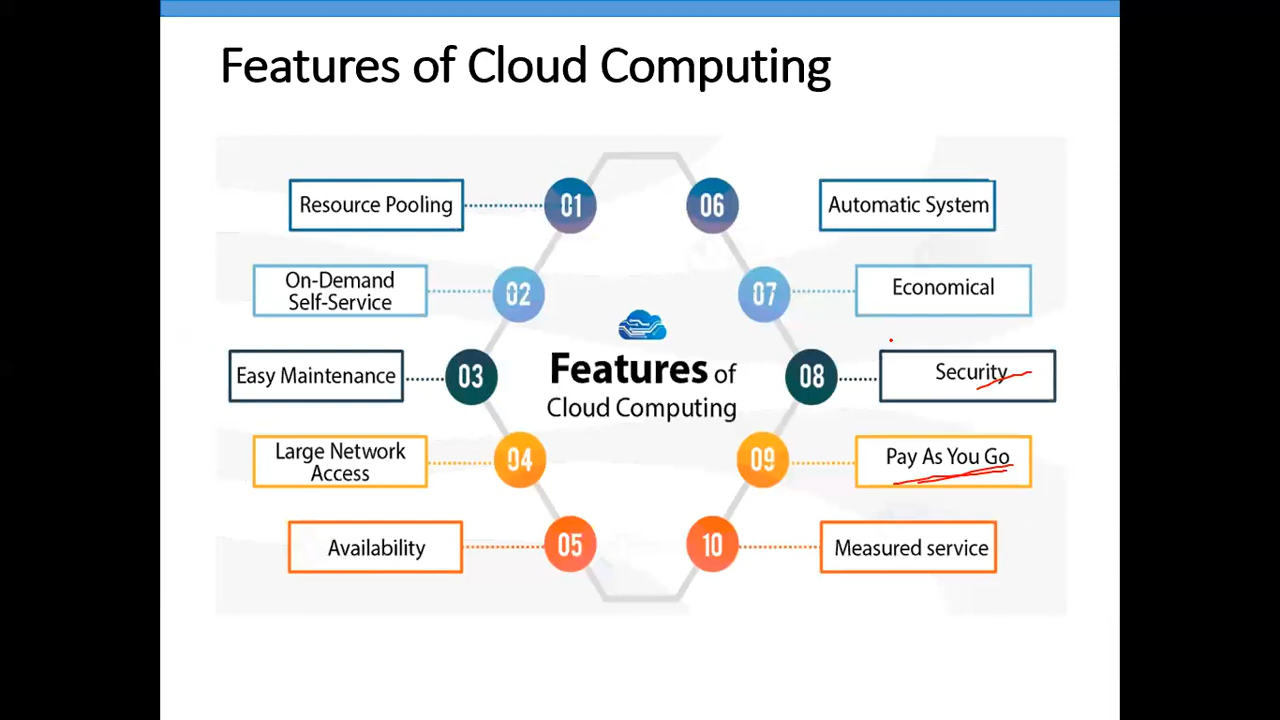 Features of Cloud Computing
Resource Pooling
01
On-Demand
Self-Service
02
Easy Maintenance
03
Large Network
Access
04
Availability
05
Features of
Cloud Computing
06
Automatic System
07
Economical
08
Security
09
Pay As You Go
10
Measured service